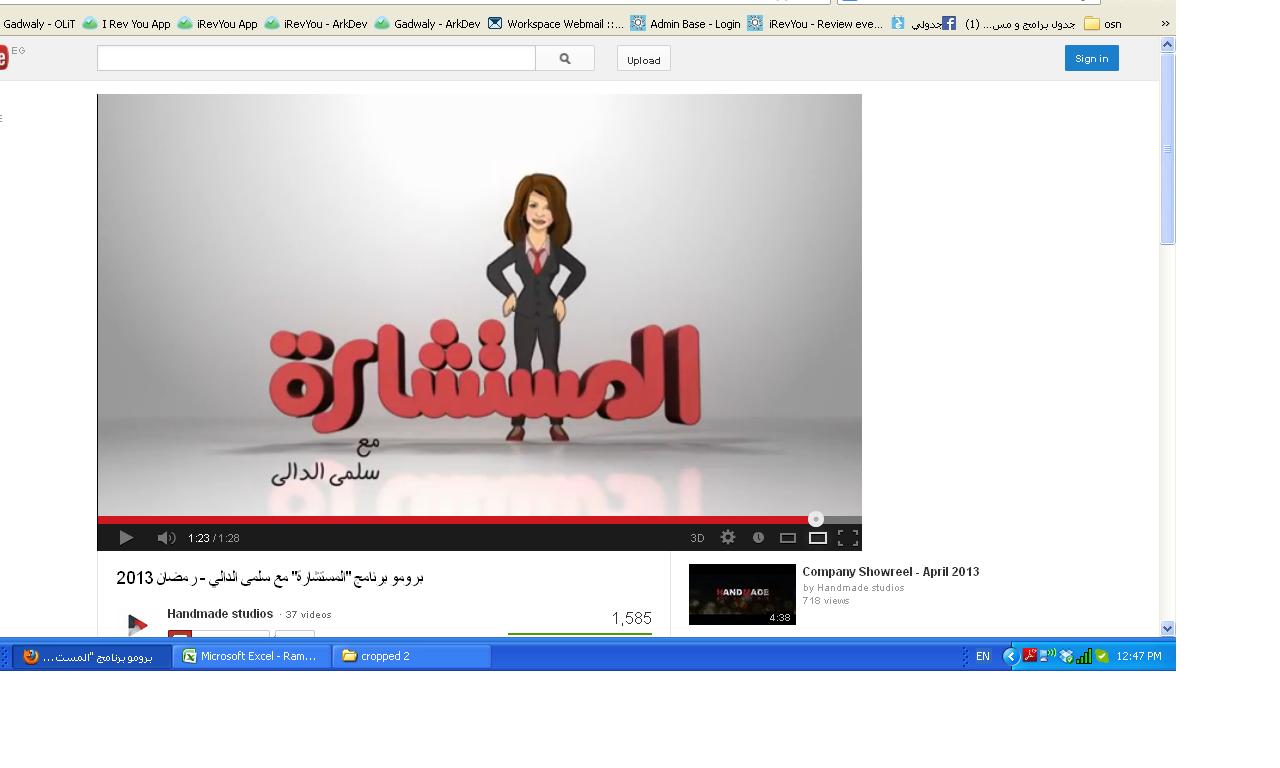 Gadwaly - OLiT I Rev You App iRevYou App iRevYou - ArkDev Gadwaly - ArkDev Workspace Webmail ::... Admin Base - Login iRevYou - Review eve... جدولي جدول برامج و مس... (1) osn »
EG
Upload
Sign in
المستشارة
مع
سلمى الدالى
1:23 / 1:28
3D
برومو برنامج "المستشارة" مع سلمى الدالي - رمضان 2013
Handmade studios · 37 videos
1,585
HANDMADE
4:38
Company Showreel - April 2013
by Handmade studios
718 views
برومو برنامج "المست... Microsoft Excel - Ram... cropped 2 EN 12:47 PM